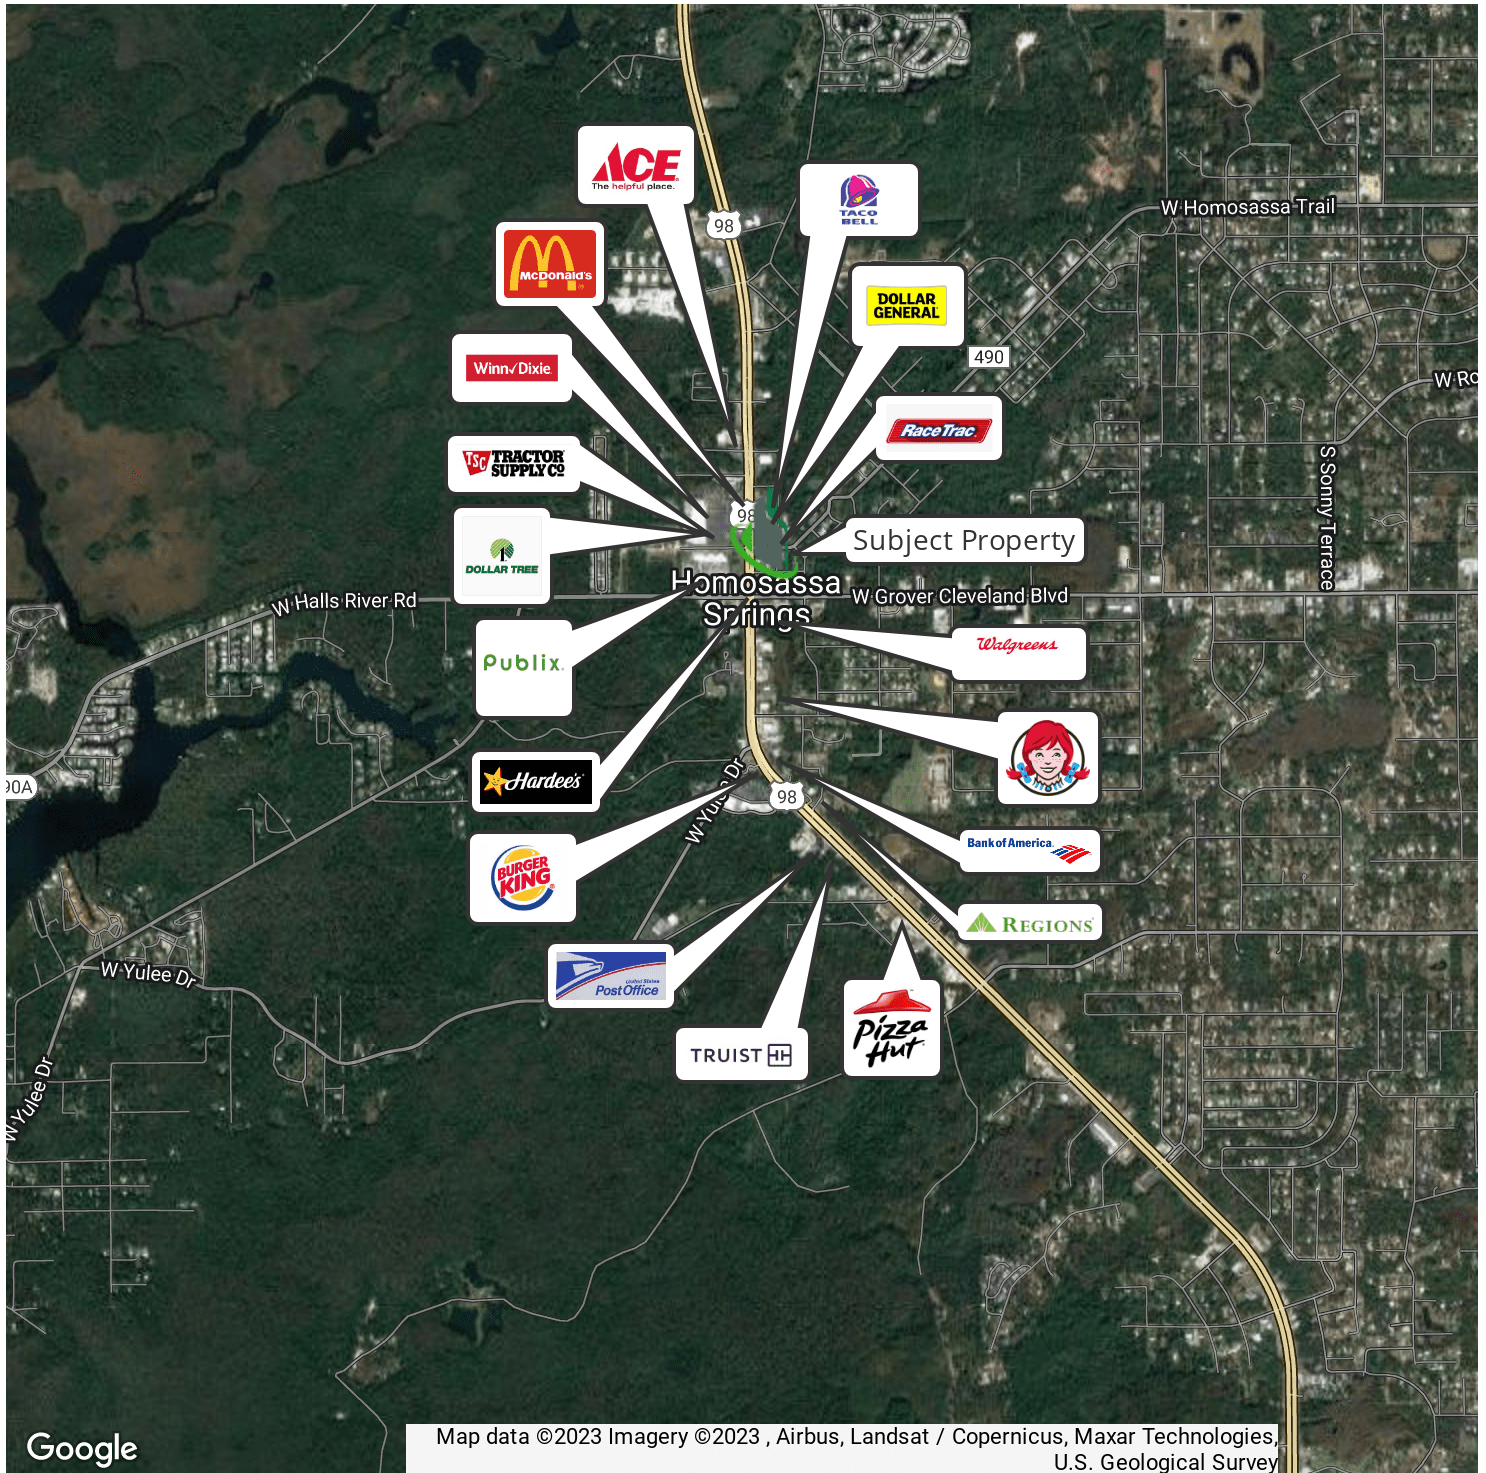 ACE
The helpful place.
98
TACO
BELL
W Homosassa Trail
McDonald's
DOLLAR
GENERAL
490
Winn Dixie
W Ro
RaceTrac
TSC TRACTOR
SUPPLY CO
S Sonny Terrace
98
Subject Property
1
DOLLAR TREE
Homosassa
Springs
W Halls River Rd
W Grover Cleveland Blvd
Walgreens
Publix
Hardee's
90A
W Yulee Dr
98
BURGER
KING
Bank of America
REGIONS
W Yulee Dr
United States
Post Office
Pizza
Hut
TRUIST
W Yulee Dr
Google
Map data ©2023 Imagery ©2023 , Airbus, Landsat / Copernicus, Maxar Technologies,
U.S. Geological Survey